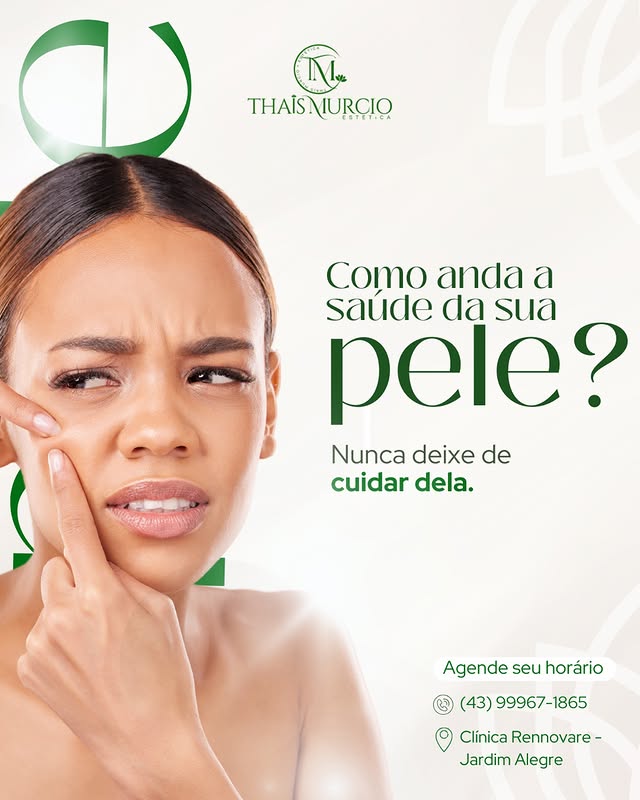 TM
THAÍS MURCIO
ESTÉTICA
Como anda a
saúde da sua
pele?
Nunca deixe de
cuidar dela.
Agende seu horário
(43) 99967-1865
Clínica Rennovare -
Jardim Alegre